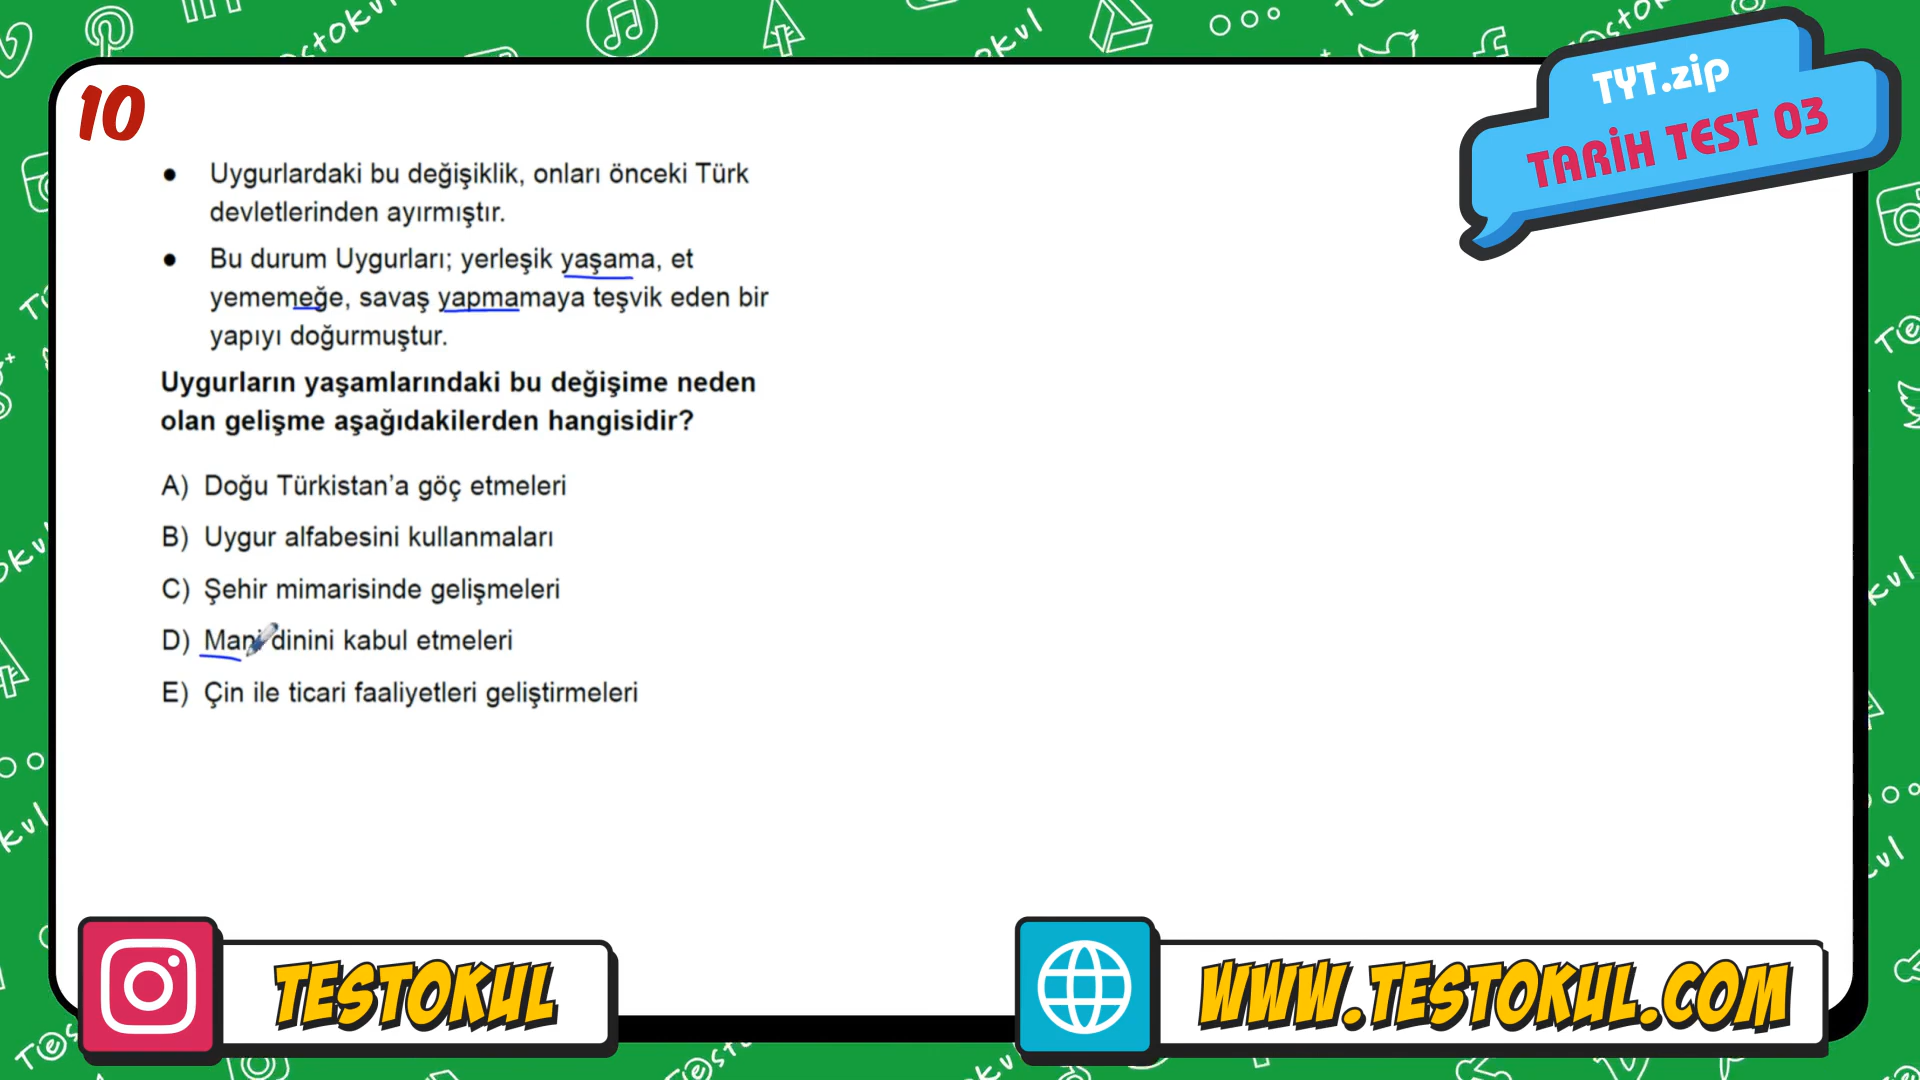 10
TYT.zip
TARİH TEST 03
● Uygurlardaki bu değişiklik, onları önceki Türk
devletlerinden ayırmıştır.
● Bu durum Uygurları; yerleşik yaşama, et
yememeğe, savaş yapmamaya teşvik eden bir
yapıyı doğurmuştur.
Uygurların yaşamlarındaki bu değişime neden
olan gelişme aşağıdakilerden hangisidir?
A) Doğu Türkistan’a göç etmeleri
B) Uygur alfabesini kullanmaları
C) Şehir mimarisinde gelişmeleri
D) Mani dinini kabul etmeleri
E) Çin ile ticari faaliyetleri geliştirmeleri
TESTOKUL
WWW.TESTOKUL.COM